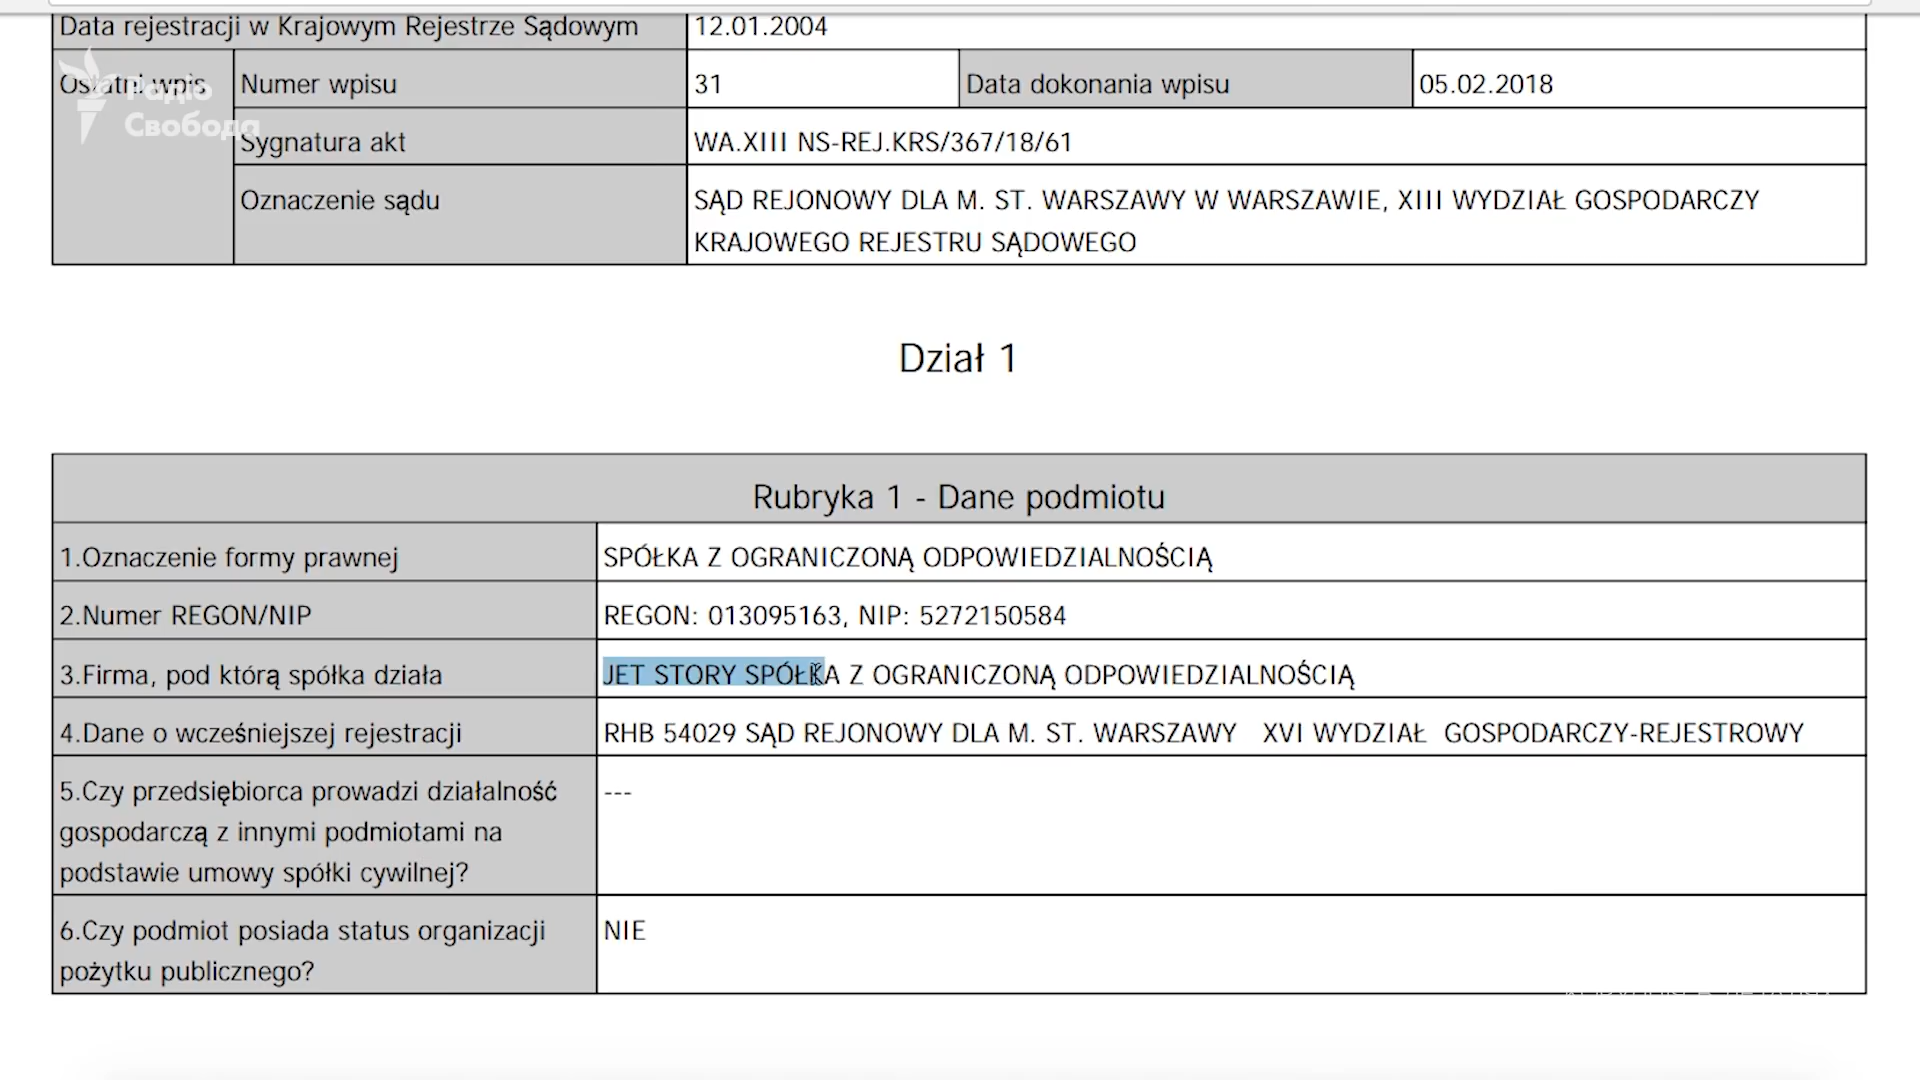 Data rejestracji w Krajowym Rejestrze Sądowym 12.01.2004
Ostatni wpis Numer wpisu 31 Data dokonania wpisu 05.02.2018
Радіо
Свобода
Sygnatura akt WA.XIII NS-REJ.KRS/367/18/61
Oznaczenie sądu SĄD REJONOWY DLA M. ST. WARSZAWY W WARSZAWIE, XIII WYDZIAŁ GOSPODARCZY
KRAJOWEGO REJESTRU SĄDOWEGO
Dział 1
Rubryka 1 - Dane podmiotu
1.Oznaczenie formy prawnej SPÓŁKA Z OGRANICZONĄ ODPOWIEDZIALNOŚCIĄ
2.Numer REGON/NIP REGON: 013095163, NIP: 5272150584
3.Firma, pod którą spółka działa JET STORY SPÓŁKA Z OGRANICZONĄ ODPOWIEDZIALNOŚCIĄ
4.Dane o wcześniejszej rejestracji RHB 54029 SĄD REJONOWY DLA M. ST. WARSZAWY XVI WYDZIAŁ GOSPODARCZY-REJESTROWY
5.Czy przedsiębiorca prowadzi działalność ---
gospodarczą z innymi podmiotami na
podstawie umowy spółki cywilnej?
6.Czy podmiot posiada status organizacji NIE
pożytku publicznego?